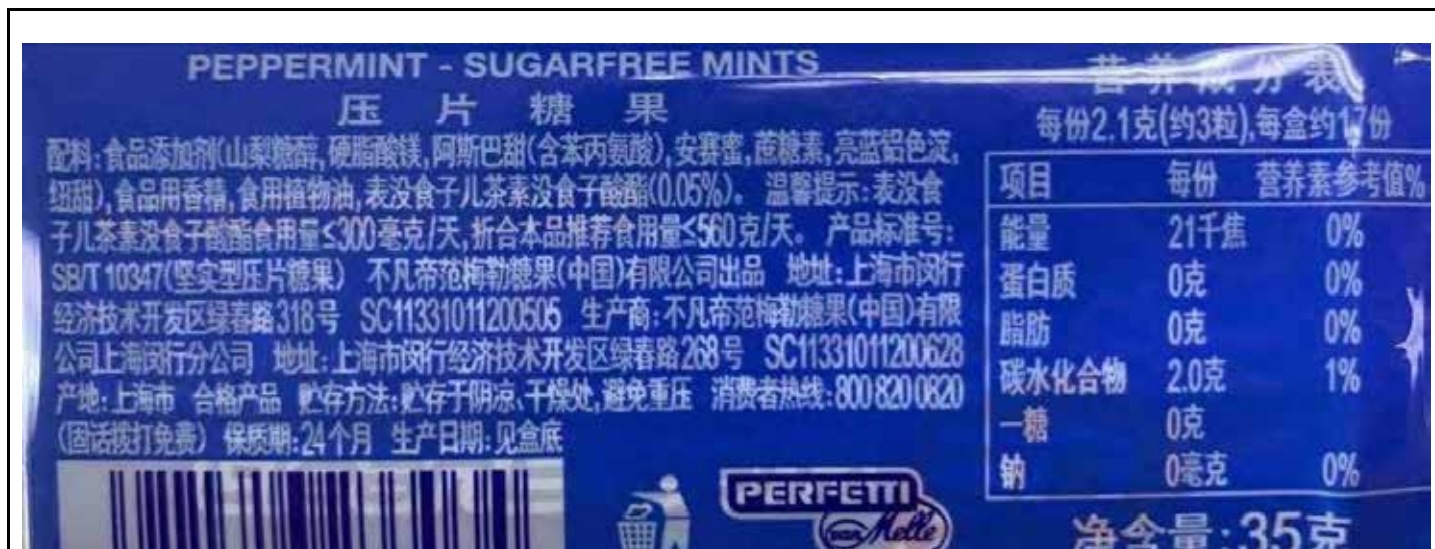 PEPPERMINT - SUGARFREE MINTS
压片糖果
配料:食品添加剂(山梨糖醇,硬脂酸镁,阿斯巴甜(含苯丙氨酸),安赛蜜,蔗糖素,亮蓝铝色淀,
纽甜),食品用香精,食用植物油,表没食子儿茶素没食子酸酯(0.05%)。 温馨提示:表没食
子儿茶素没食子酸酯食用量≤300毫克/天,折合本品推荐食用量≤560克/天。 产品标准号:
SB/T 10347(坚实型压片糖果) 不凡帝范梅勒糖果(中国)有限公司出品 地址:上海市闵行
经济技术开发区绿春路318号 SC11331011200505 生产商:不凡帝范梅勒糖果(中国)有限
公司上海闵行分公司 地址:上海市闵行经济技术开发区绿春路268号 SC11331011200628
产地:上海市 合格产品 贮存方法:贮存于阴凉、干燥处,避免重压 消费者热线:800 820 0820
(固话拨打免费) 保质期:24个月 生产日期:见盒底
PERFETTI
van Melle
营养成分表
每份2.1克(约3粒),每盒约17份
项目 每份 营养素参考值%
能量 21千焦 0%
蛋白质 0克 0%
脂肪 0克 0%
碳水化合物 2.0克 1%
一糖 0克
钠 0毫克 0%
净含量:35克